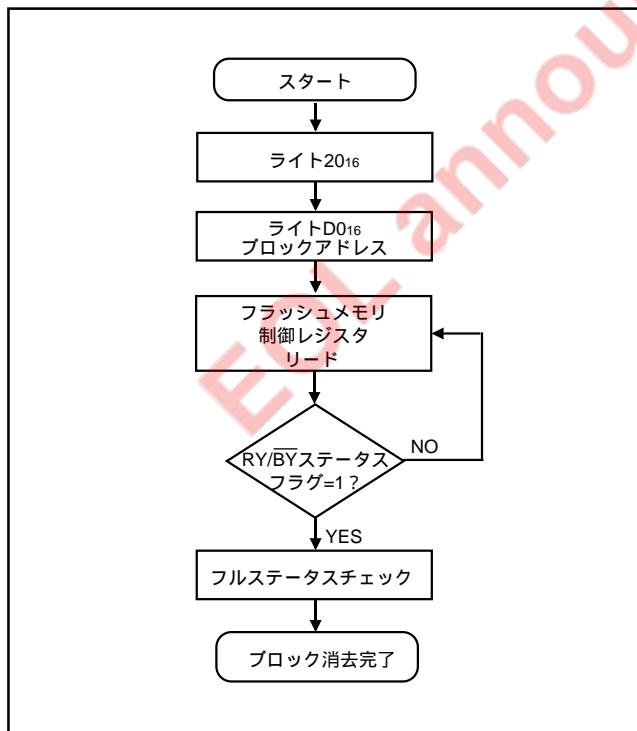 スタート
ライト20₁₆
ライトD0₁₆
ブロックアドレス
フラッシュメモリ
制御レジスタ
リード
RY/B̅Y̅ステータス
フラグ=1？
NO
YES
フルステータスチェック
ブロック消去完了
EOL annou